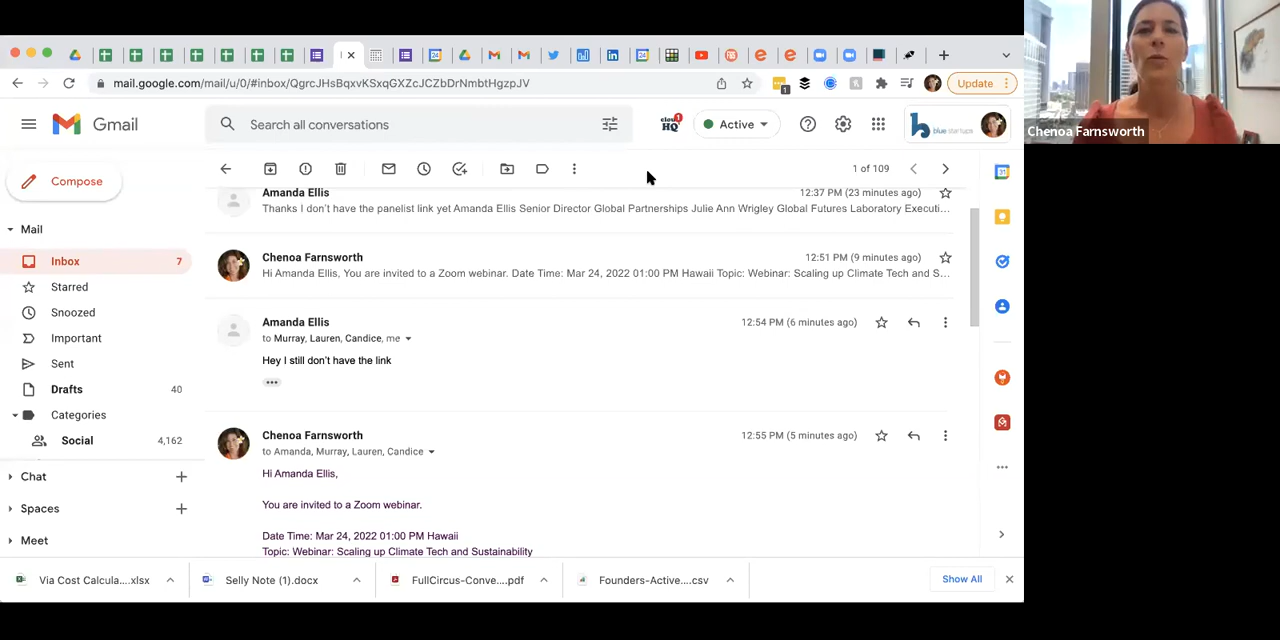 mail.google.com/mail/u/0/#inbox/QgrcJHsBqxvKSxqGXZcJCZbDrNmbtHgzpJV
1
Update
Gmail
Search all conversations
cloud
HQ
1
Active
blue startups
Chenoa Farnsworth
Compose
1 of 109
Mail
Inbox 7
Starred
Snoozed
Important
Sent
Drafts 40
Categories
Social 4,162
Chat
Spaces
Meet
Amanda Ellis 12:37 PM (23 minutes ago)
Thanks I don't have the panelist link yet Amanda Ellis Senior Director Global Partnerships Julie Ann Wrigley Global Futures Laboratory Executi...
Chenoa Farnsworth 12:51 PM (9 minutes ago)
Hi Amanda Ellis, You are invited to a Zoom webinar. Date Time: Mar 24, 2022 01:00 PM Hawaii Topic: Webinar: Scaling up Climate Tech and S...
Amanda Ellis 12:54 PM (6 minutes ago)
to Murray, Lauren, Candice, me
Hey I still don't have the link
Chenoa Farnsworth 12:55 PM (5 minutes ago)
to Amanda, Murray, Lauren, Candice
Hi Amanda Ellis,
You are invited to a Zoom webinar.
Date Time: Mar 24, 2022 01:00 PM Hawaii
Topic: Webinar: Scaling up Climate Tech and Sustainability
Via Cost Calcula....xlsx
Selly Note (1).docx
FullCircus-Conve....pdf
Founders-Active....csv
Show All